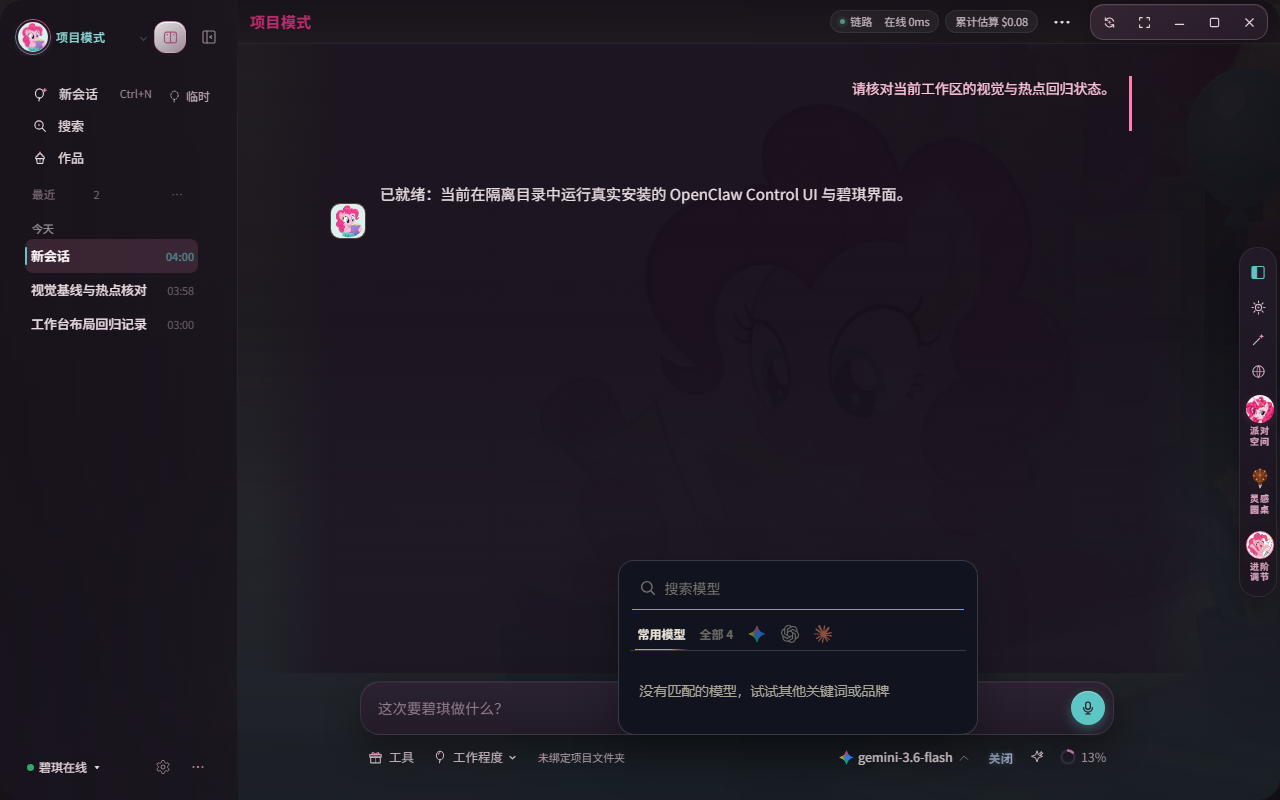 项目模式
项目模式
链路 在线 0ms
累计估算 $0.08
新会话 Ctrl+N 临时
搜索
作品
最近 2
今天
新会话 04:00
视觉基线与热点核对 03:58
工作台布局回归记录 03:00
请核对当前工作区的视觉与热点回归状态。
已就绪：当前在隔离目录中运行真实安装的 OpenClaw Control UI 与碧琪界面。
派对
空间
灵感
圆桌
进阶
调节
搜索模型
常用模型 全部 4
没有匹配的模型，试试其他关键词或品牌
这次要碧琪做什么？
工具 工作程度 未绑定项目文件夹 gemini-3.6-flash 关闭 13%
碧琪在线